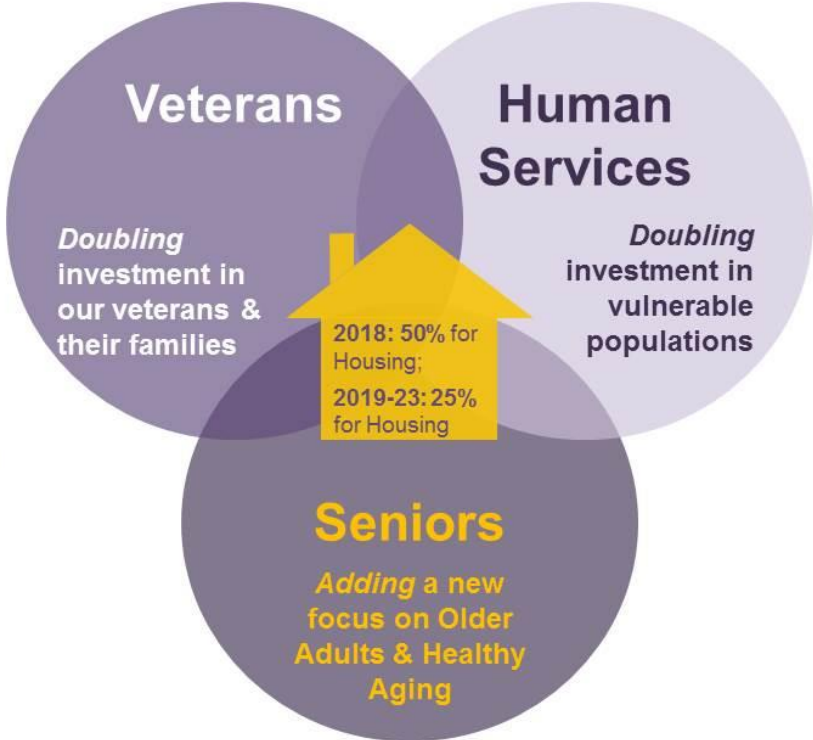 Veterans
Doubling
investment in
our veterans &
their families
Human
Services
Doubling
investment in
vulnerable
populations
2018: 50% for
Housing;
2019-23: 25%
for Housing
Seniors
Adding a new
focus on Older
Adults & Healthy
Aging